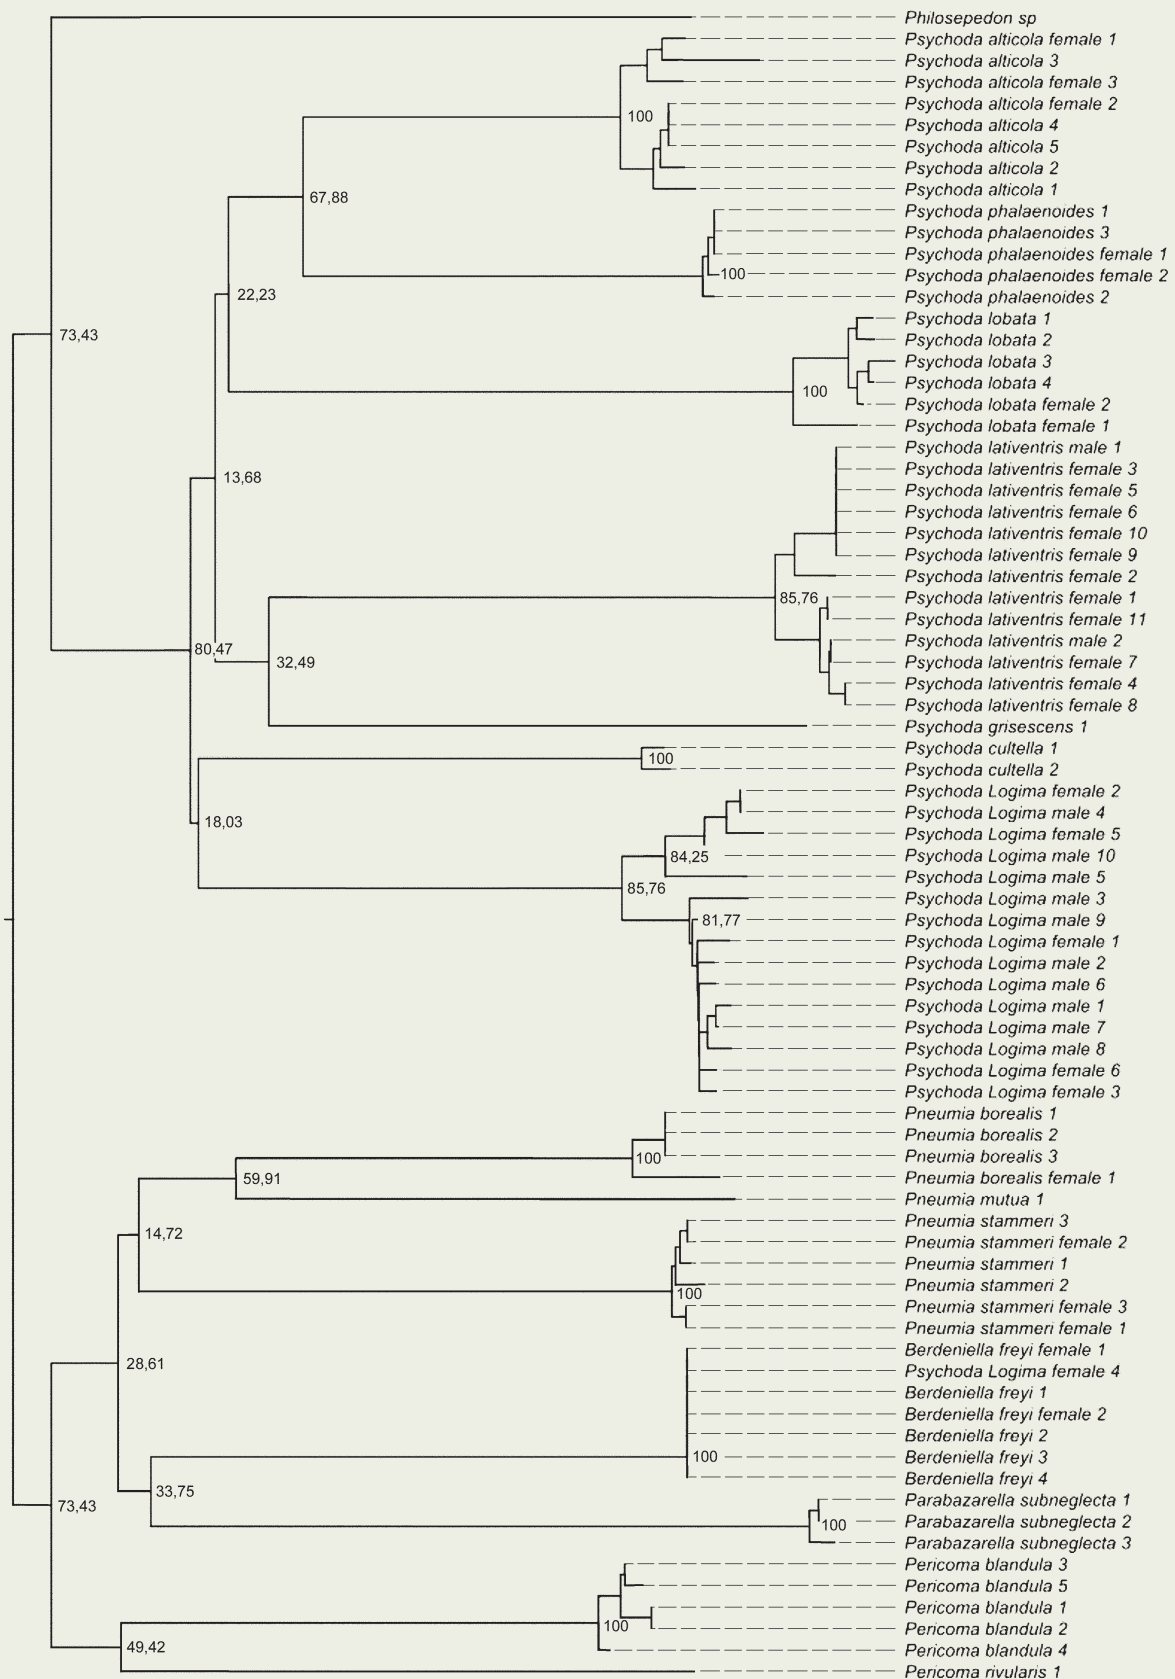 Philosepedon sp
Psychoda alticola female 1
Psychoda alticola 3
Psychoda alticola female 3
Psychoda alticola female 2
100
Psychoda alticola 4
Psychoda alticola 5
Psychoda alticola 2
Psychoda alticola 1
67,88
Psychoda phalaenoides 1
Psychoda phalaenoides 3
Psychoda phalaenoides female 1
100
Psychoda phalaenoides female 2
22,23
Psychoda phalaenoides 2
Psychoda lobata 1
73,43
Psychoda lobata 2
Psychoda lobata 3
Psychoda lobata 4
100
Psychoda lobata female 2
Psychoda lobata female 1
Psychoda lativentris male 1
Psychoda lativentris female 3
13,68
Psychoda lativentris female 5
Psychoda lativentris female 6
Psychoda lativentris female 10
Psychoda lativentris female 9
Psychoda lativentris female 2
85,76
Psychoda lativentris female 1
Psychoda lativentris female 11
Psychoda lativentris male 2
80,47
32,49
Psychoda lativentris female 7
Psychoda lativentris female 4
Psychoda lativentris female 8
Psychoda grisescens 1
Psychoda cultella 1
100
Psychoda cultella 2
Psychoda Logima female 2
Psychoda Logima male 4
18,03
Psychoda Logima female 5
84,25
Psychoda Logima male 10
Psychoda Logima male 5
85,76
Psychoda Logima male 3
81,77
Psychoda Logima male 9
Psychoda Logima female 1
Psychoda Logima male 2
Psychoda Logima male 6
Psychoda Logima male 1
Psychoda Logima male 7
Psychoda Logima male 8
Psychoda Logima female 6
Psychoda Logima female 3
Pneumia borealis 1
Pneumia borealis 2
100
Pneumia borealis 3
59,91
Pneumia borealis female 1
Pneumia mutua 1
Pneumia stammeri 3
14,72
Pneumia stammeri female 2
Pneumia stammeri 1
Pneumia stammeri 2
100
Pneumia stammeri female 3
Pneumia stammeri female 1
Berdeniella freyi female 1
28,61
Psychoda Logima female 4
Berdeniella freyi 1
Berdeniella freyi female 2
Berdeniella freyi 2
100
Berdeniella freyi 3
Berdeniella freyi 4
33,75
73,43
Parabazarella subneglecta 1
100
Parabazarella subneglecta 2
Parabazarella subneglecta 3
Pericoma blandula 3
Pericoma blandula 5
Pericoma blandula 1
100
Pericoma blandula 2
49,42
Pericoma blandula 4
Pericoma rivularis 1